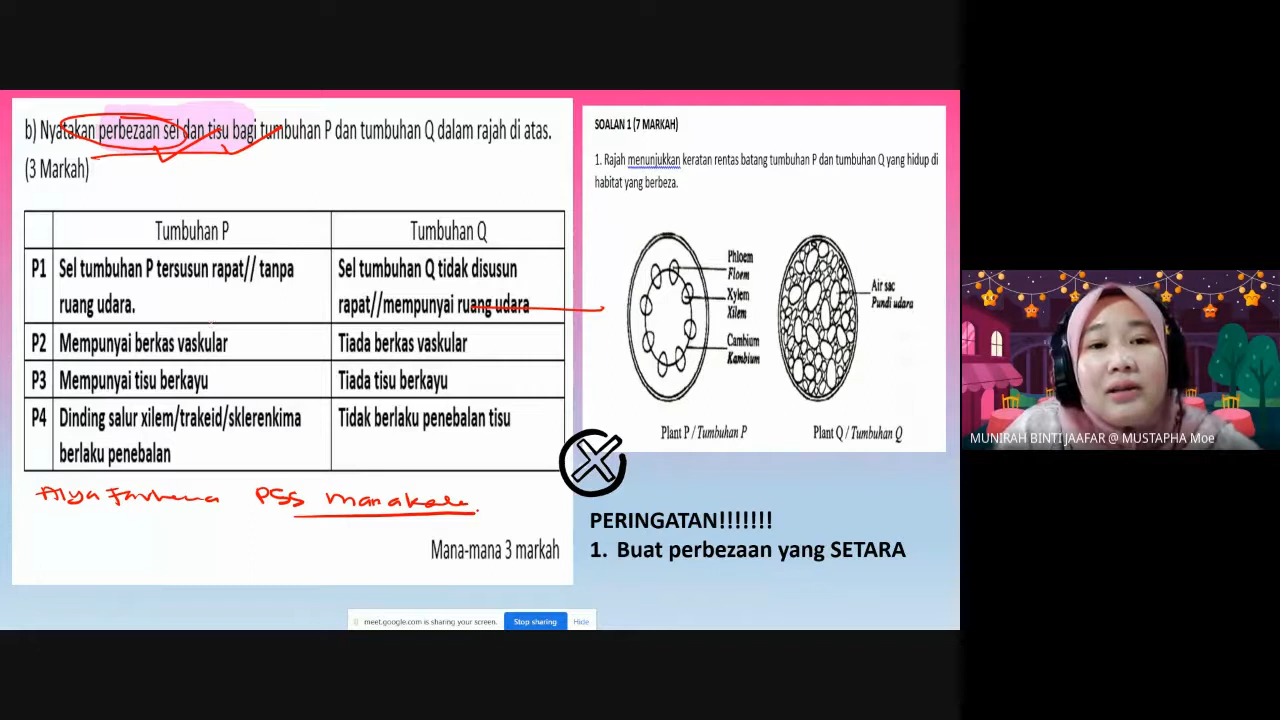 b) Nyatakan perbezaan sel dan tisu bagi tumbuhan P dan tumbuhan Q dalam rajah di atas.
(3 Markah)
Tumbuhan P Tumbuhan Q
P1 Sel tumbuhan P tersusun rapat// tanpa ruang udara. Sel tumbuhan Q tidak disusun rapat//mempunyai ruang udara
P2 Mempunyai berkas vaskular Tiada berkas vaskular
P3 Mempunyai tisu berkayu Tiada tisu berkayu
P4 Dinding salur xilem/trakeid/sklerenkima berlaku penebalan Tidak berlaku penebalan tisu
Mana-mana 3 markah
SOALAN 1 (7 MARKAH)
1. Rajah menunjukkan keratan rentas batang tumbuhan P dan tumbuhan Q yang hidup di
habitat yang berbeza.
Phloem
Floem
Xylem
Xilem
Cambium
Kambium
Air sac
Pundi udara
Plant P / Tumbuhan P
Plant Q / Tumbuhan Q
PERINGATAN!!!!!!!
1. Buat perbezaan yang SETARA
meet.google.com is sharing your screen. Stop sharing Hide
MUNIRAH BINTI JAAFAR @ MUSTAPHA Moe